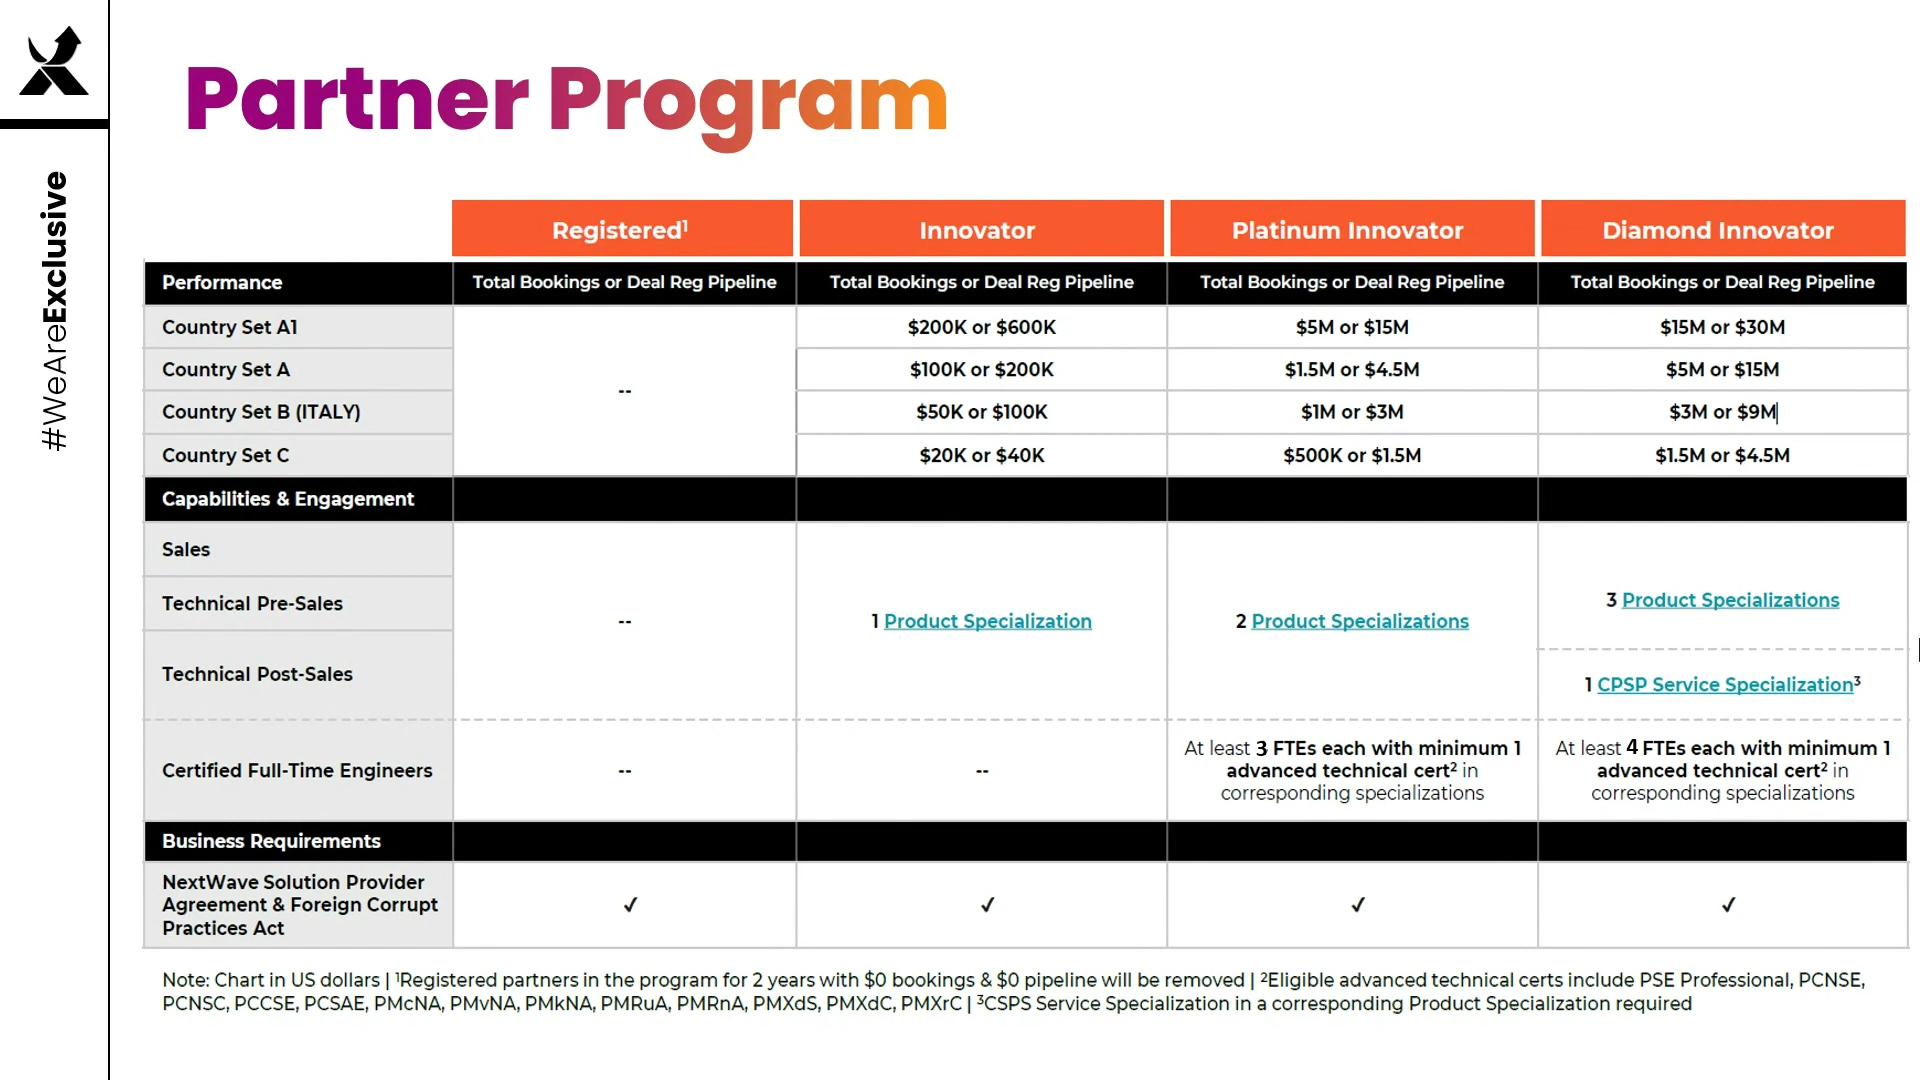 #WeAreExclusive
Partner Program
Registered¹ Innovator Platinum Innovator Diamond Innovator
Performance Total Bookings or Deal Reg Pipeline Total Bookings or Deal Reg Pipeline Total Bookings or Deal Reg Pipeline Total Bookings or Deal Reg Pipeline
Country Set A1 $200K or $600K $5M or $15M $15M or $30M
Country Set A $100K or $200K $1.5M or $4.5M $5M or $15M
--
Country Set B (ITALY) $50K or $100K $1M or $3M $3M or $9M
Country Set C $20K or $40K $500K or $1.5M $1.5M or $4.5M
Capabilities & Engagement
Sales
Technical Pre-Sales
3 Product Specializations
-- 1 Product Specialization 2 Product Specializations
Technical Post-Sales
1 CPSP Service Specialization³
Certified Full-Time Engineers -- --
At least 3 FTEs each with minimum 1
advanced technical cert² in
corresponding specializations
At least 4 FTEs each with minimum 1
advanced technical cert² in
corresponding specializations
Business Requirements
NextWave Solution Provider
Agreement & Foreign Corrupt
Practices Act
✓ ✓ ✓ ✓
Note: Chart in US dollars | ¹Registered partners in the program for 2 years with $0 bookings & $0 pipeline will be removed | ²Eligible advanced technical certs include PSE Professional, PCNSE,
PCNSC, PCCSE, PCSAE, PMcNA, PMvNA, PMkNA, PMRuA, PMRnA, PMXdS, PMXdC, PMXrC | ³CSPS Service Specialization in a corresponding Product Specialization required